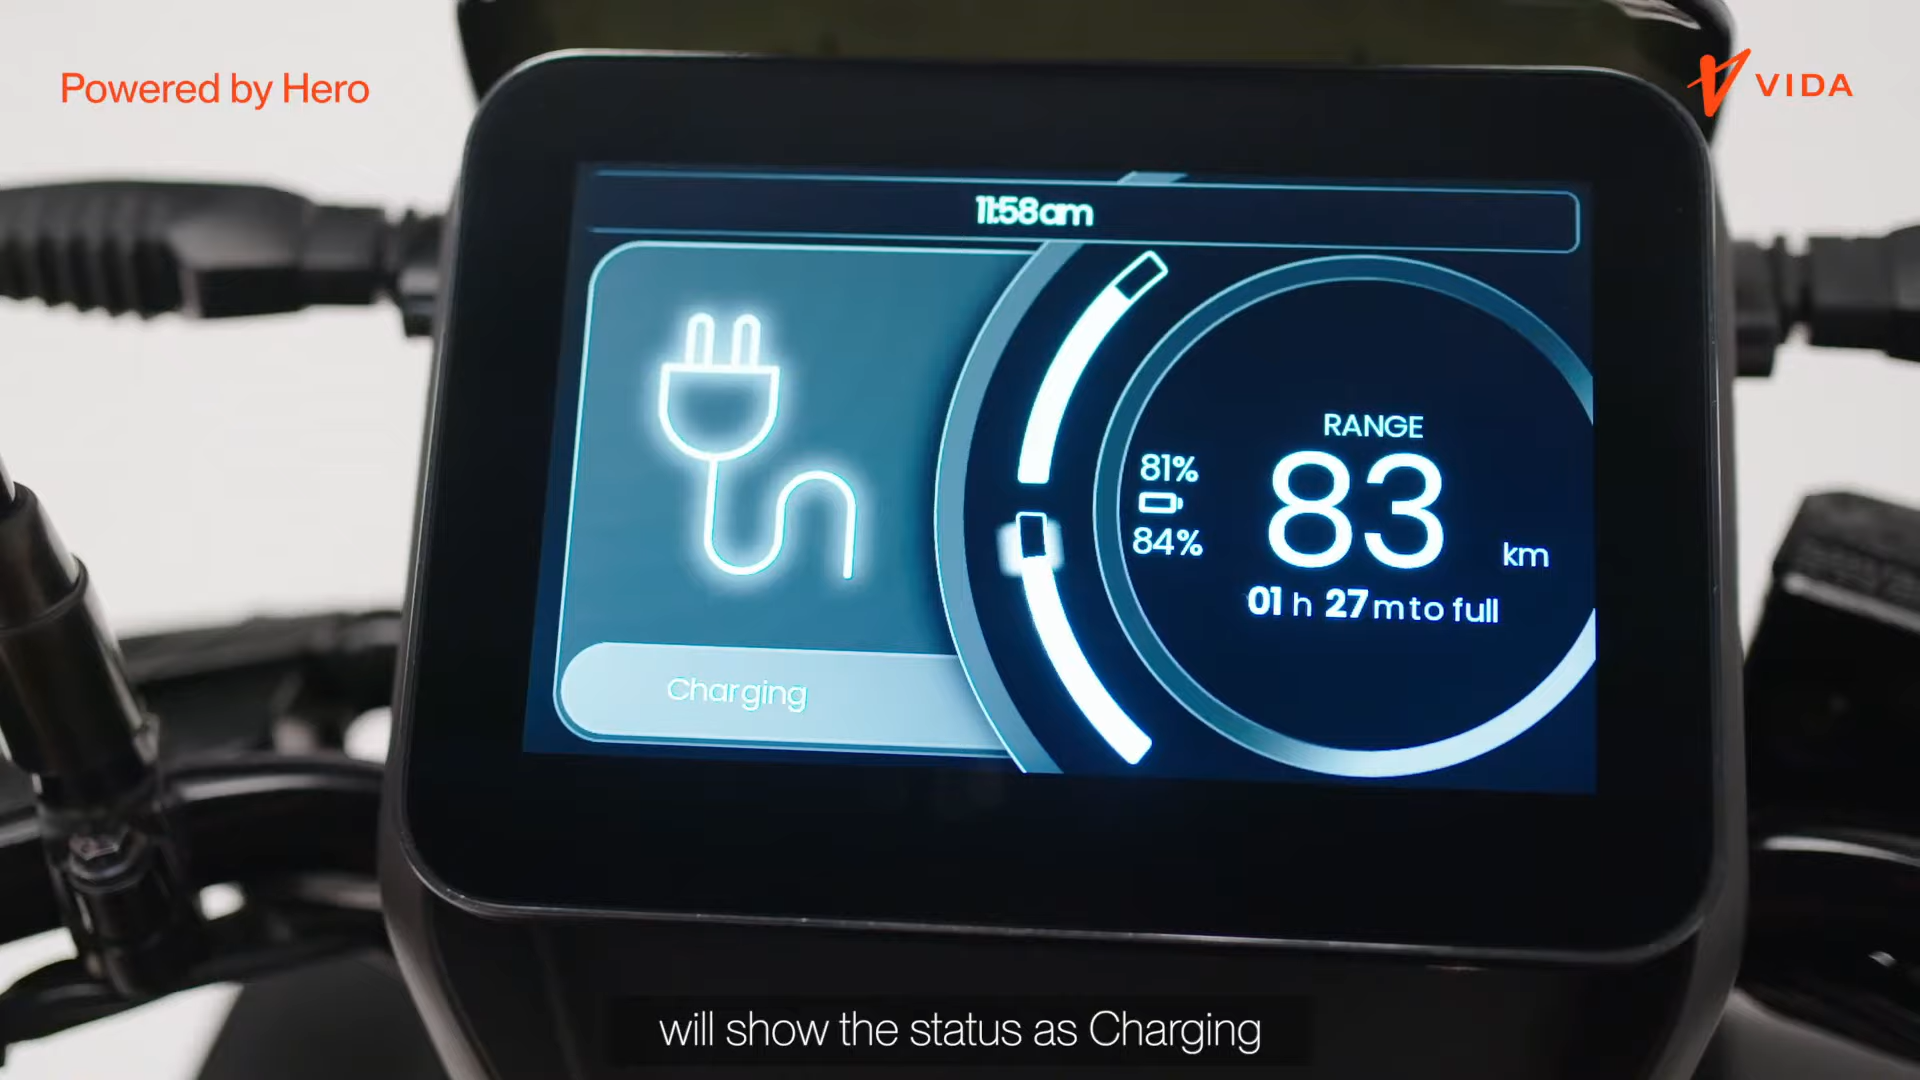 Powered by Hero
VIDA
11:58am
RANGE
81%
83 km
84%
01 h 27 m to full
Charging
will show the status as Charging